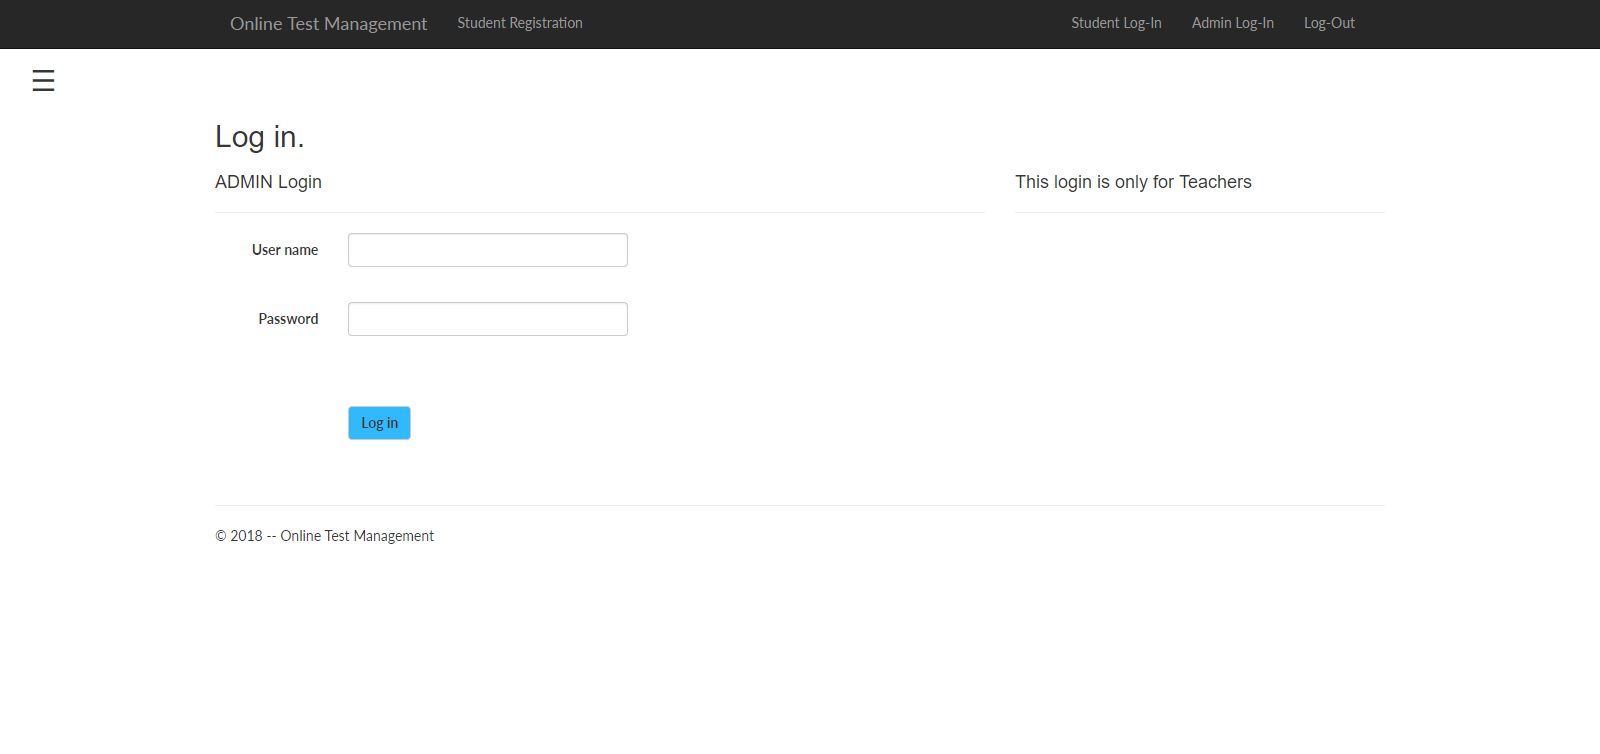 Online Test Management Student Registration Student Log-In Admin Log-In Log-Out
Log in.
ADMIN Login
This login is only for Teachers
User name
Password
Log in
© 2018 -- Online Test Management